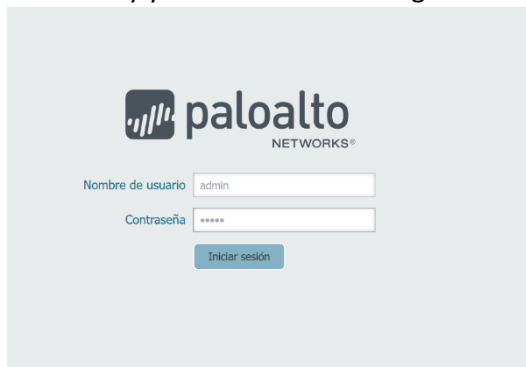 paloalto
NETWORKS®
Nombre de usuario admin
Contraseña •••••
Iniciar sesión